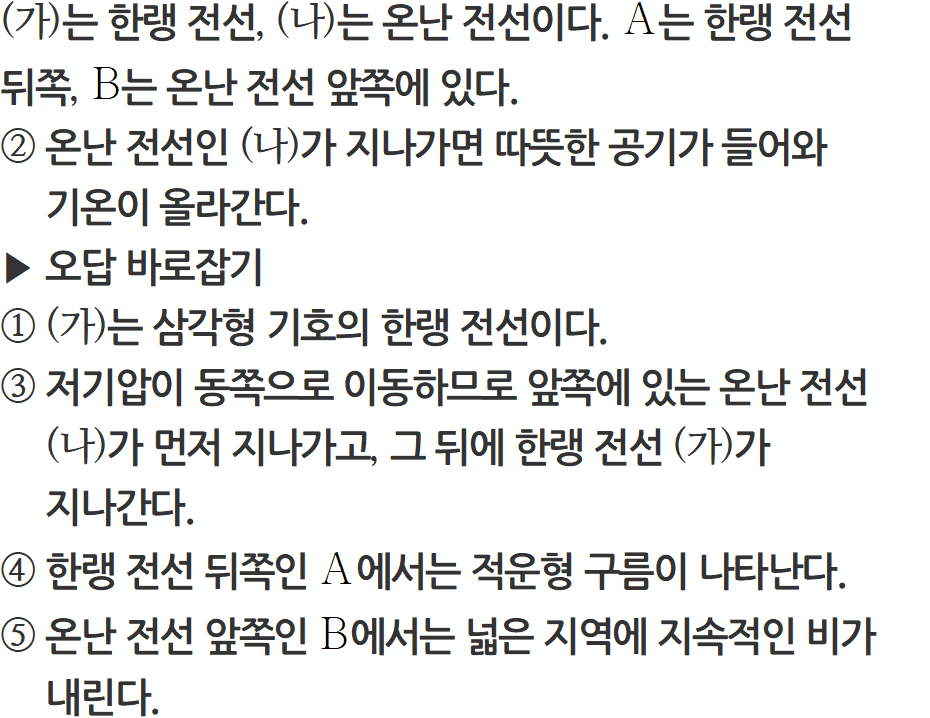 (가)는 한랭 전선, (나)는 온난 전선이다. A는 한랭 전선
뒤쪽, B는 온난 전선 앞쪽에 있다.
② 온난 전선인 (나)가 지나가면 따뜻한 공기가 들어와
기온이 올라간다.
▶ 오답 바로잡기
① (가)는 삼각형 기호의 한랭 전선이다.
③ 저기압이 동쪽으로 이동하므로 앞쪽에 있는 온난 전선
(나)가 먼저 지나가고, 그 뒤에 한랭 전선 (가)가
지나간다.
④ 한랭 전선 뒤쪽인 A에서는 적운형 구름이 나타난다.
⑤ 온난 전선 앞쪽인 B에서는 넓은 지역에 지속적인 비가
내린다.